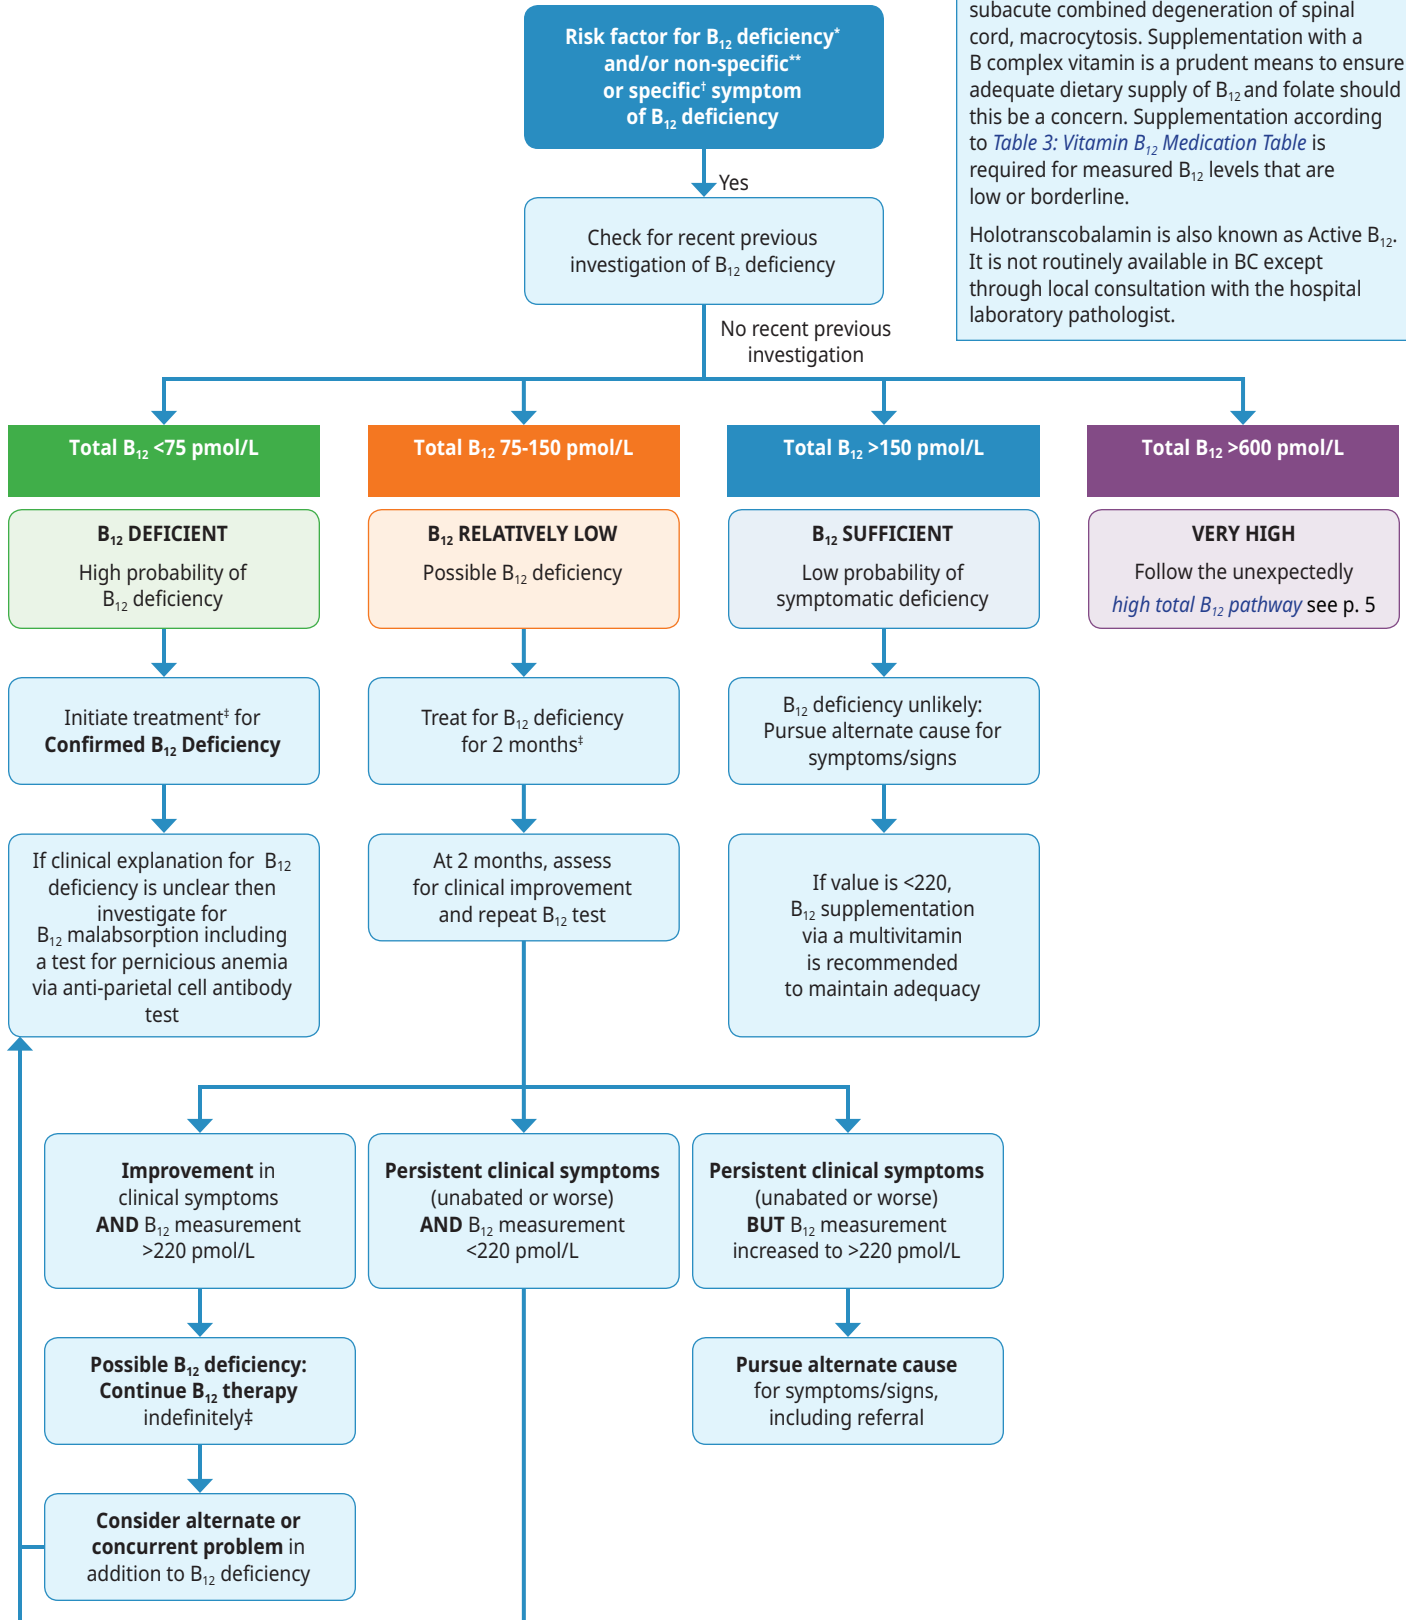 subacute combined degeneration of spinal
cord, macrocytosis. Supplementation with a
B complex vitamin is a prudent means to ensure
adequate dietary supply of B12 and folate should
this be a concern. Supplementation according
to Table 3: Vitamin B12 Medication Table is
required for measured B12 levels that are
low or borderline.
Holotranscobalamin is also known as Active B12.
It is not routinely available in BC except
through local consultation with the hospital
laboratory pathologist.
Risk factor for B12 deficiency*
and/or non-specific**
or specific† symptom
of B12 deficiency
Yes
Check for recent previous
investigation of B12 deficiency
No recent previous
investigation
Total B12 <75 pmol/L
B12 DEFICIENT
High probability of
B12 deficiency
Initiate treatment‡ for
Confirmed B12 Deficiency
If clinical explanation for B12
deficiency is unclear then
investigate for
B12 malabsorption including
a test for pernicious anemia
via anti-parietal cell antibody
test
Total B12 75-150 pmol/L
B12 RELATIVELY LOW
Possible B12 deficiency
Treat for B12 deficiency
for 2 months‡
At 2 months, assess
for clinical improvement
and repeat B12 test
Total B12 >150 pmol/L
B12 SUFFICIENT
Low probability of
symptomatic deficiency
B12 deficiency unlikely:
Pursue alternate cause for
symptoms/signs
If value is <220,
B12 supplementation
via a multivitamin
is recommended
to maintain adequacy
Total B12 >600 pmol/L
VERY HIGH
Follow the unexpectedly
high total B12 pathway see p. 5
Improvement in
clinical symptoms
AND B12 measurement
>220 pmol/L
Possible B12 deficiency:
Continue B12 therapy
indefinitely‡
Consider alternate or
concurrent problem in
addition to B12 deficiency
Persistent clinical symptoms
(unabated or worse)
AND B12 measurement
<220 pmol/L
Persistent clinical symptoms
(unabated or worse)
BUT B12 measurement
increased to >220 pmol/L
Pursue alternate cause
for symptoms/signs,
including referral